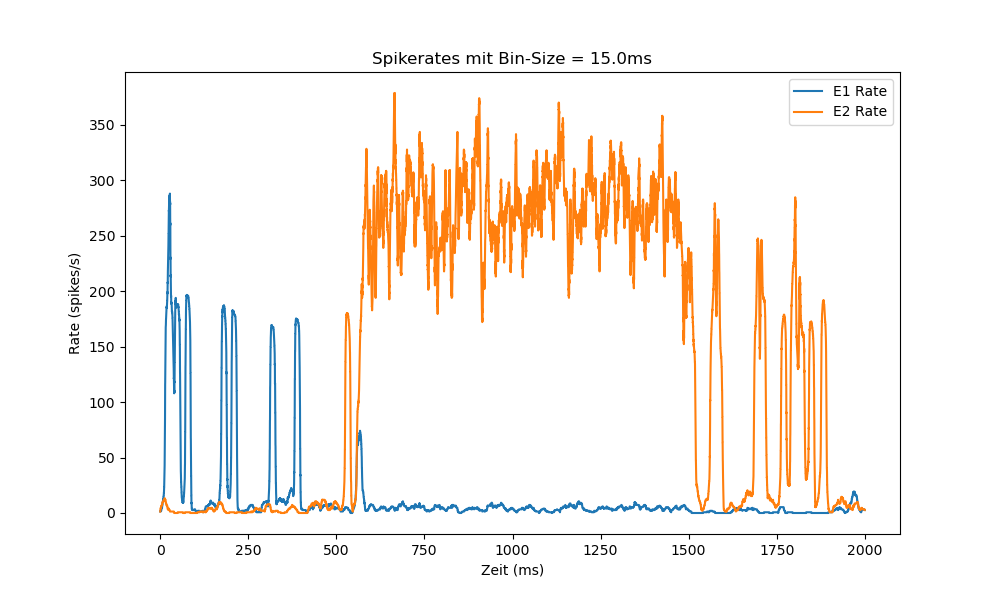 Spikerates mit Bin-Size = 15.0ms
E1 Rate
E2 Rate
Rate (spikes/s)
350
300
250
200
150
100
50
0
0 250 500 750 1000 1250 1500 1750 2000
Zeit (ms)